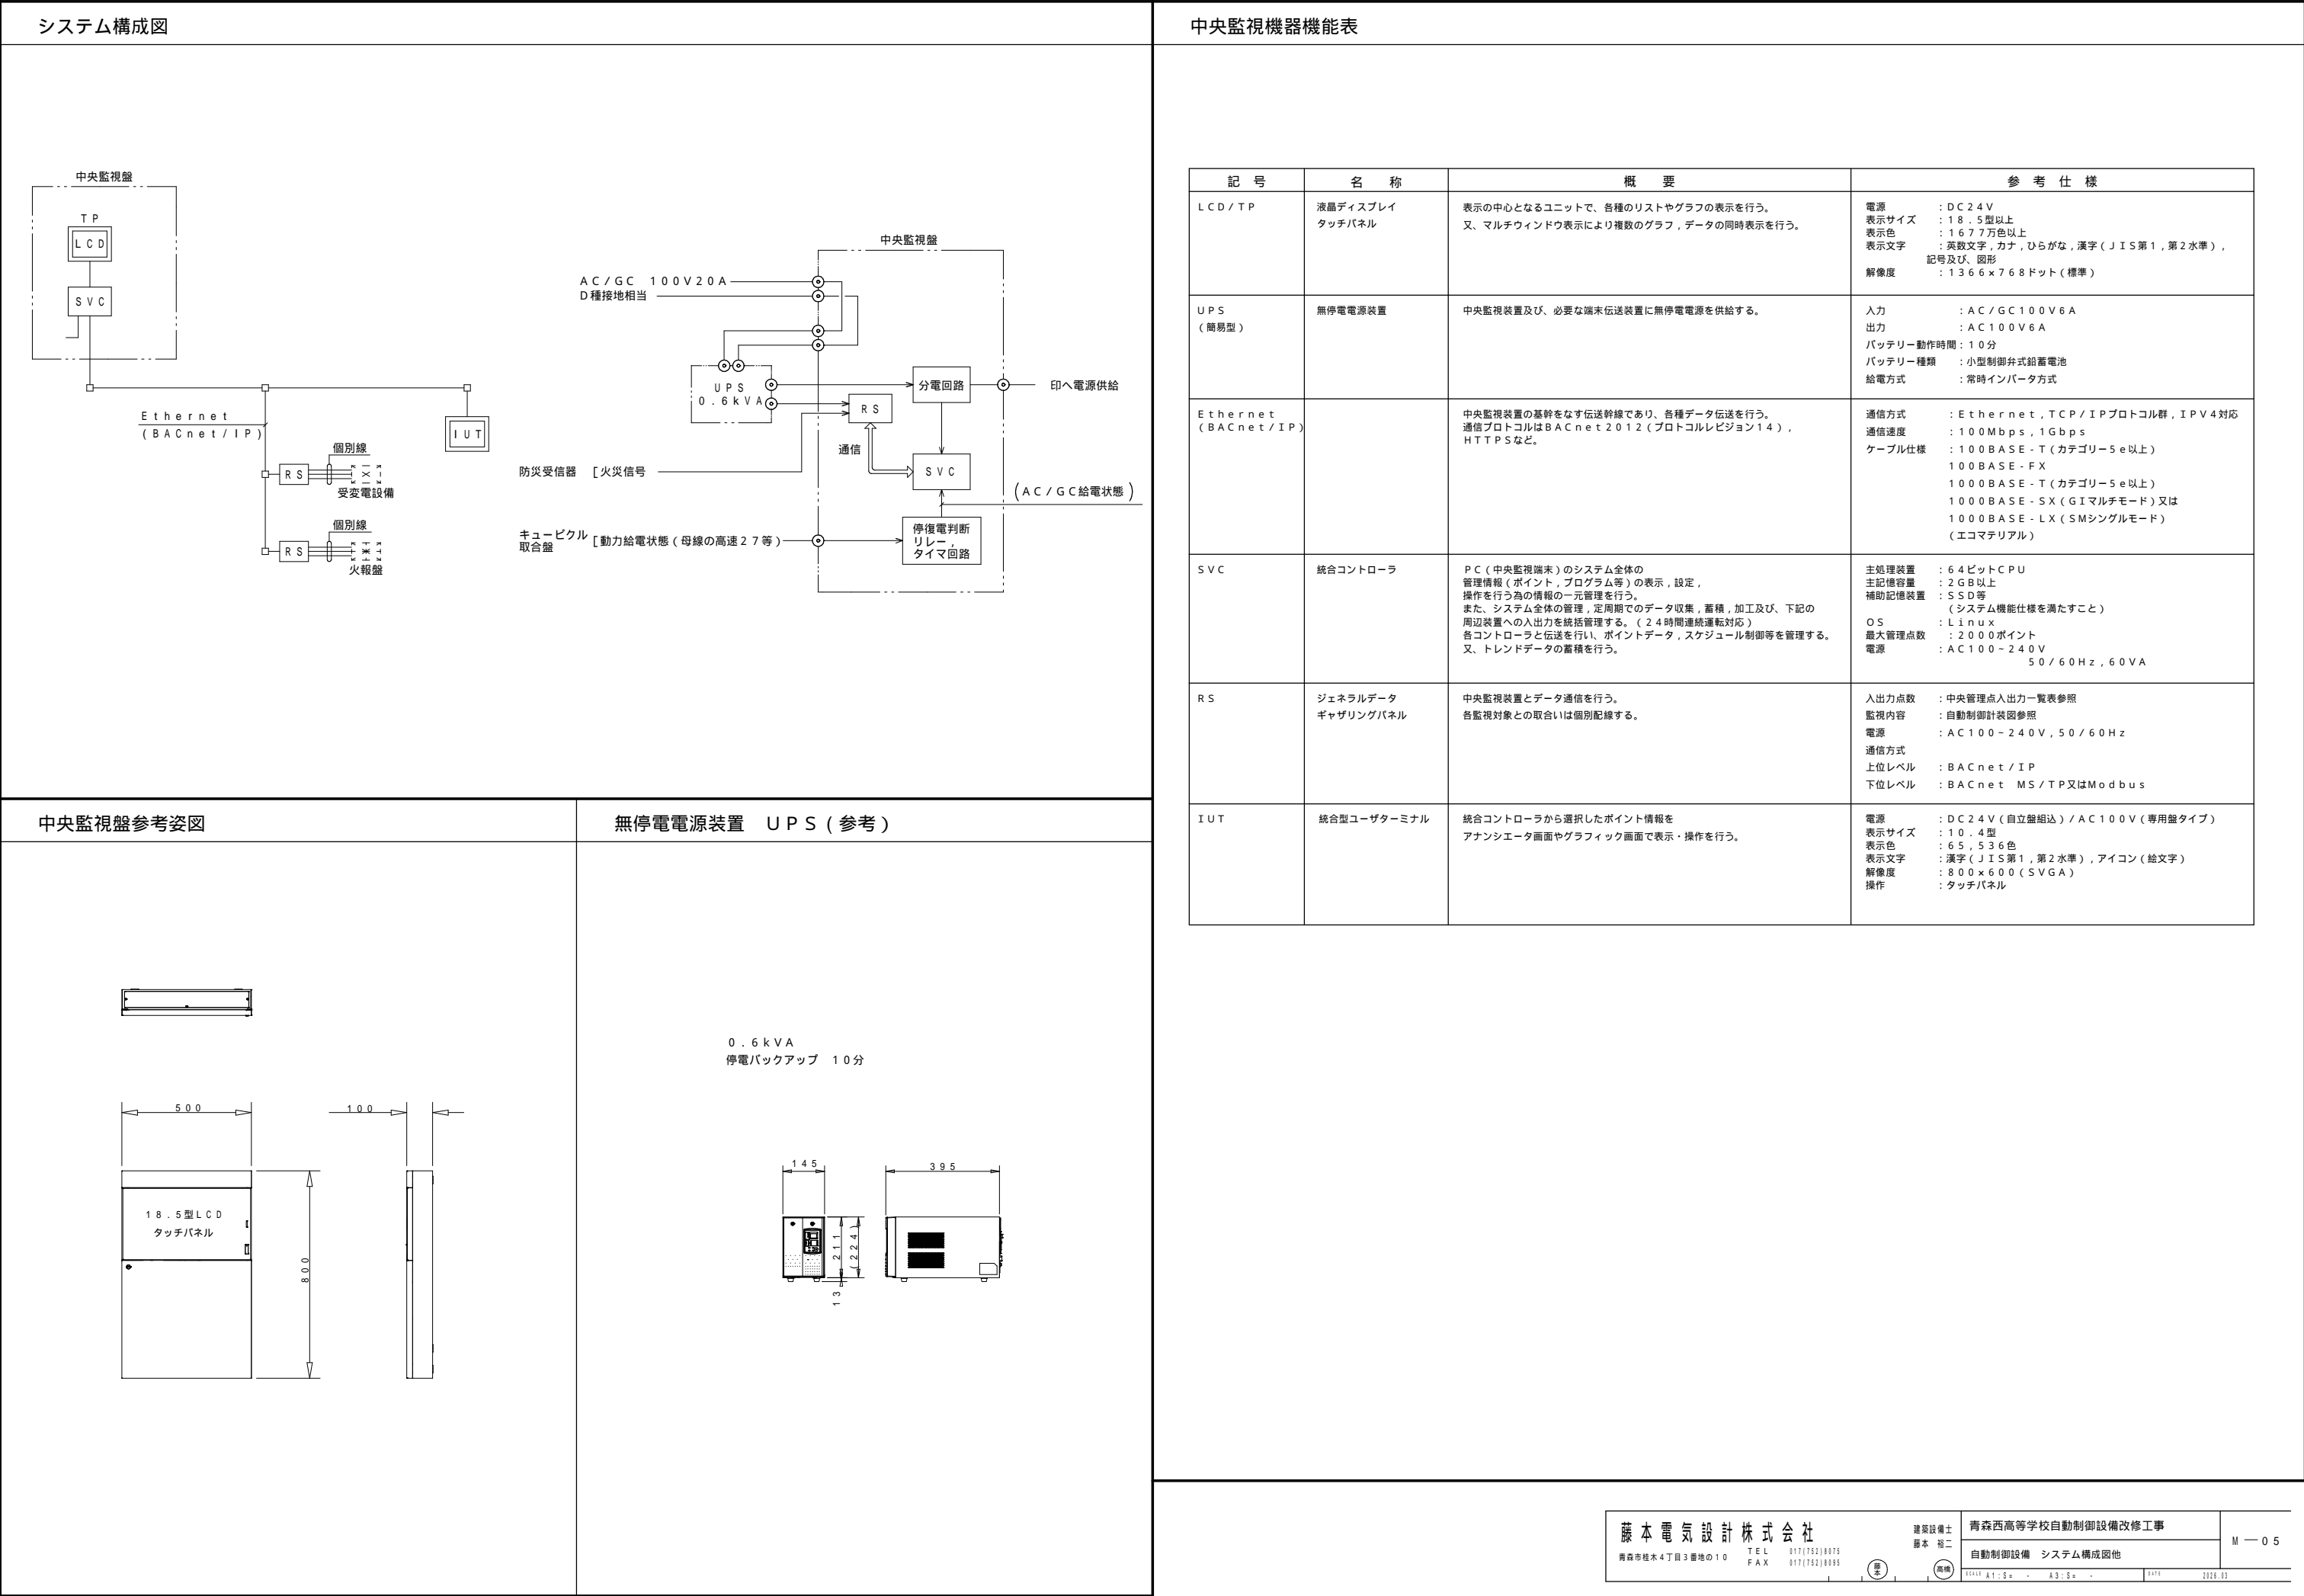 システム構成図
中央監視盤
ＴＰ
ＬＣＤ
ＳＶＣ
Ｅｔｈｅｒｎｅｔ
（ＢＡＣｎｅｔ／ＩＰ）
ＩＵＴ
個別線
ＲＳ
受変電設備
個別線
ＲＳ
火報盤
中央監視盤
ＡＣ／ＧＣ　１００Ｖ２０Ａ
Ｄ種接地相当
ＵＰＳ
０．６ｋＶＡ
分電回路
印へ電源供給
ＲＳ
通信
防災受信器　［火災信号
ＳＶＣ
（ＡＣ／ＧＣ給電状態）
キュービクル
取合盤
［動力給電状態（母線の高速２７等）
停復電判断
リレー，
タイマ回路
中央監視盤参考姿図
５００
１００
１８．５型ＬＣＤ
タッチパネル
８００
無停電電源装置　ＵＰＳ（参考）
０．６ｋＶＡ
停電バックアップ　１０分
１４５
３９５
２１１
（２２４）
１３
中央監視機器機能表
記　号　名　称　概　要　参　考　仕　様
ＬＣＤ／ＴＰ
液晶ディスプレイ
タッチパネル
表示の中心となるユニットで、各種のリストやグラフの表示を行う。
又、マルチウィンドウ表示により複数のグラフ，データの同時表示を行う。
電源　：ＤＣ２４Ｖ
表示サイズ　：１８．５型以上
表示色　：１６７７万色以上
表示文字　：英数文字，カナ，ひらがな，漢字（ＪＩＳ第１，第２水準），
記号及び、図形
解像度　：１３６６×７６８ドット（標準）
ＵＰＳ
（簡易型）
無停電電源装置
中央監視装置及び、必要な端末伝送装置に無停電電源を供給する。
入力　：ＡＣ／ＧＣ１００Ｖ６Ａ
出力　：ＡＣ１００Ｖ６Ａ
バッテリー動作時間：１０分
バッテリー種類　：小型制御弁式鉛蓄電池
給電方式　：常時インバータ方式
Ｅｔｈｅｒｎｅｔ
（ＢＡＣｎｅｔ／ＩＰ）
中央監視装置の基幹をなす伝送幹線であり、各種データ伝送を行う。
通信プロトコルはＢＡＣｎｅｔ２０１２（プロトコルレビジョン１４），
ＨＴＴＰＳなど。
通信方式　：Ｅｔｈｅｒｎｅｔ，ＴＣＰ／ＩＰプロトコル群，ＩＰＶ４対応
通信速度　：１００Ｍｂｐｓ，１Ｇｂｐｓ
ケーブル仕様　：１００ＢＡＳＥ－Ｔ（カテゴリー５ｅ以上）
１００ＢＡＳＥ－ＦＸ
１０００ＢＡＳＥ－Ｔ（カテゴリー５ｅ以上）
１０００ＢＡＳＥ－ＳＸ（ＧＩマルチモード）又は
１０００ＢＡＳＥ－ＬＸ（ＳＭシングルモード）
（エコマテリアル）
ＳＶＣ
統合コントローラ
ＰＣ（中央監視端末）のシステム全体の
管理情報（ポイント，プログラム等）の表示，設定，
操作を行う為の情報の一元管理を行う。
また、システム全体の管理，定周期でのデータ収集，蓄積，加工及び、下記の
周辺装置への入出力を統括管理する。（２４時間連続運転対応）
各コントローラと伝送を行い、ポイントデータ，スケジュール制御等を管理する。
又、トレンドデータの蓄積を行う。
主処理装置　：６４ビットＣＰＵ
主記憶容量　：２ＧＢ以上
補助記憶装置　：ＳＳＤ等
（システム機能仕様を満たすこと）
ＯＳ　：Ｌｉｎｕｘ
最大管理点数　：２０００ポイント
電源　：ＡＣ１００～２４０Ｖ
５０／６０Ｈｚ，６０ＶＡ
ＲＳ
ジェネラルデータ
ギャザリングパネル
中央監視装置とデータ通信を行う。
各監視対象との取合いは個別配線する。
入出力点数　：中央管理点入出力一覧表参照
監視内容　：自動制御計装図参照
電源　：ＡＣ１００～２４０Ｖ，５０／６０Ｈｚ
通信方式
上位レベル　：ＢＡＣｎｅｔ／ＩＰ
下位レベル　：ＢＡＣｎｅｔ　ＭＳ／ＴＰ又はＭｏｄｂｕｓ
ＩＵＴ
統合型ユーザターミナル
統合コントローラから選択したポイント情報を
アナンシエータ画面やグラフィック画面で表示・操作を行う。
電源　：ＤＣ２４Ｖ（自立盤組込）／ＡＣ１００Ｖ（専用盤タイプ）
表示サイズ　：１０．４型
表示色　：６５，５３６色
表示文字　：漢字（ＪＩＳ第１，第２水準），アイコン（絵文字）
解像度　：８００×６００（ＳＶＧＡ）
操作　：タッチパネル
藤本電気設計株式会社
青森市桂木４丁目３番地の１０
ＴＥＬ　017(752)8075
ＦＡＸ　017(752)8095
建築設備士
藤本　裕二
藤本
高橋
青森西高等学校自動制御設備改修工事
自動制御設備　システム構成図他
SCALE　A1:S=　-　A3:S=　-　DATE
Ｍ－０５